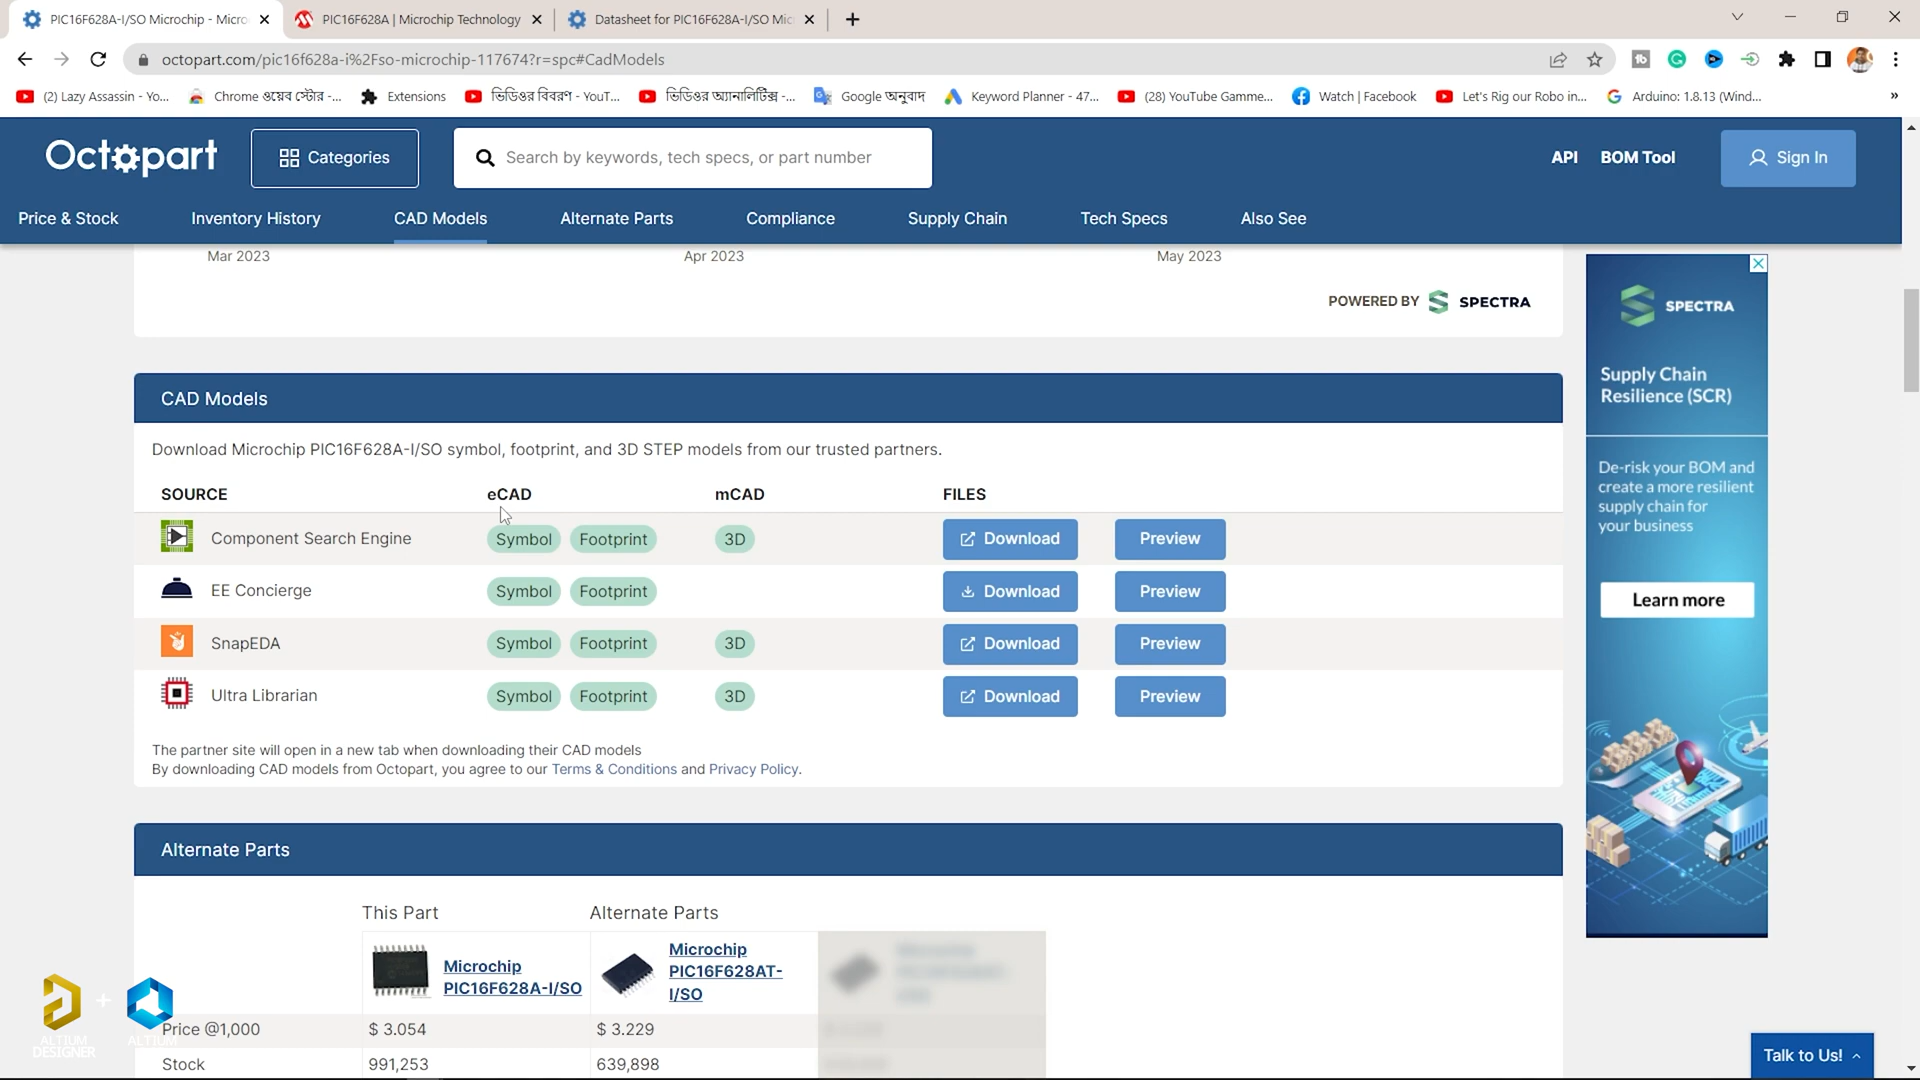 PIC16F628A-I/SO Microchip - Micro
PIC16F628A | Microchip Technology
Datasheet for PIC16F628A-I/SO Mic
octopart.com/pic16f628a-i%2Fso-microchip-117674?r=spc#CadModels
(2) Lazy Assassin - Yo...
Chrome ওয়েব স্টোর -...
Extensions
ভিডিওর বিবরণ - YouT...
ভিডিওর অ্যানালিটিক্স -...
Google অনুবাদ
Keyword Planner - 47...
(28) YouTube Gamme...
Watch | Facebook
Let's Rig our Robo in...
Arduino: 1.8.13 (Wind...
»
Octopart
Categories
Search by keywords, tech specs, or part number
API
BOM Tool
Sign In
Price & Stock
Inventory History
CAD Models
Alternate Parts
Compliance
Supply Chain
Tech Specs
Also See
Mar 2023
Apr 2023
May 2023
POWERED BY SPECTRA
CAD Models
Download Microchip PIC16F628A-I/SO symbol, footprint, and 3D STEP models from our trusted partners.
SOURCE eCAD mCAD FILES
Component Search Engine Symbol Footprint 3D Download Preview
EE Concierge Symbol Footprint Download Preview
SnapEDA Symbol Footprint 3D Download Preview
Ultra Librarian Symbol Footprint 3D Download Preview
The partner site will open in a new tab when downloading their CAD models
By downloading CAD models from Octopart, you agree to our Terms & Conditions and Privacy Policy.
SPECTRA
Supply Chain
Resilience (SCR)
De-risk your BOM and
create a more resilient
supply chain for
your business
Learn more
Alternate Parts
This Part
Alternate Parts
Microchip
PIC16F628A-I/SO
Microchip
PIC16F628AT-
I/SO
Price @1,000 $ 3.054 $ 3.229
Stock 991,253 639,898
ALTIUM
DESIGNER
+
Talk to Us!